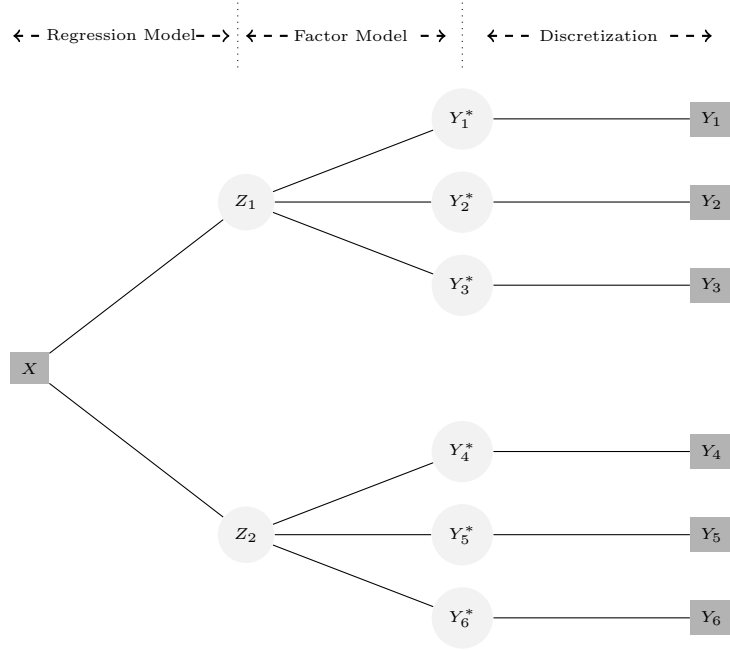 Regression Model Factor Model Discretization
Y₁* Y₁
Z₁ Y₂* Y₂
Y₃* Y₃
X
Y₄* Y₄
Z₂ Y₅* Y₅
Y₆* Y₆